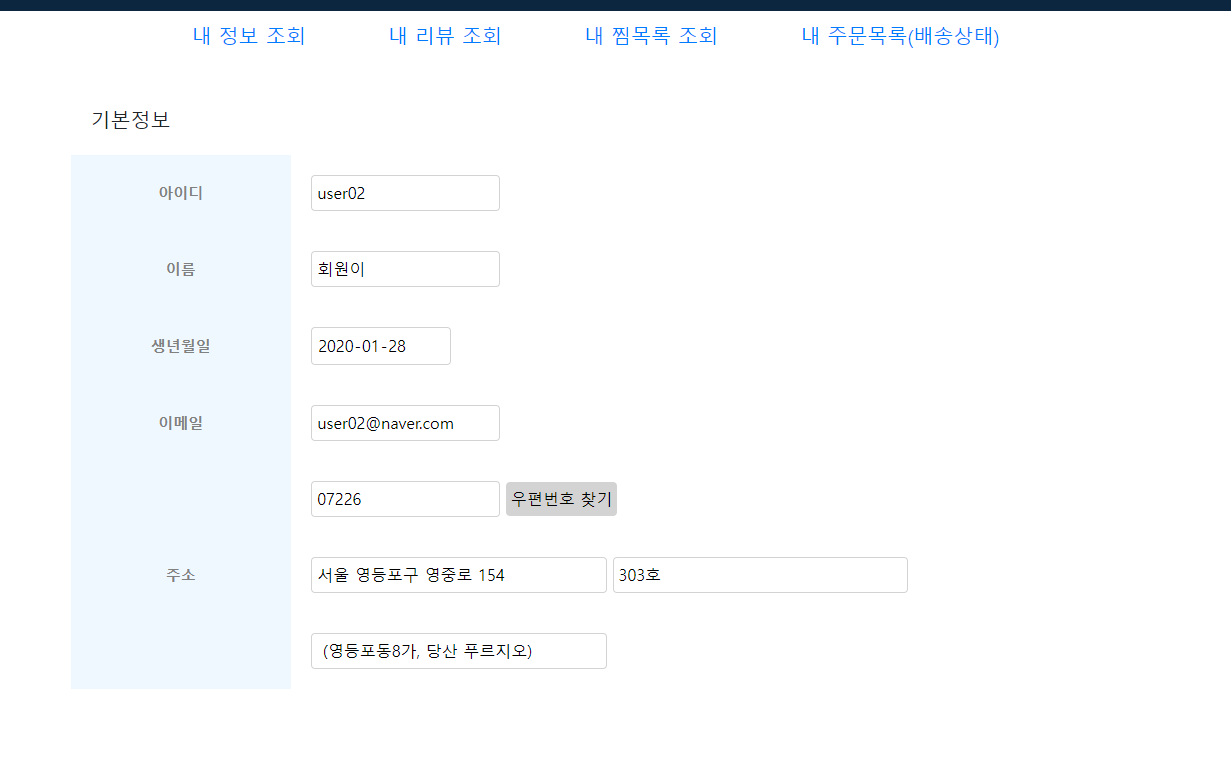 내 정보 조회 내 리뷰 조회 내 찜목록 조회 내 주문목록(배송상태)
기본정보
아이디 user02
이름 회원이
생년월일 2020-01-28
이메일 user02@naver.com
07226 우편번호 찾기
주소 서울 영등포구 영중로 154 303호
(영등포동8가, 당산 푸르지오)